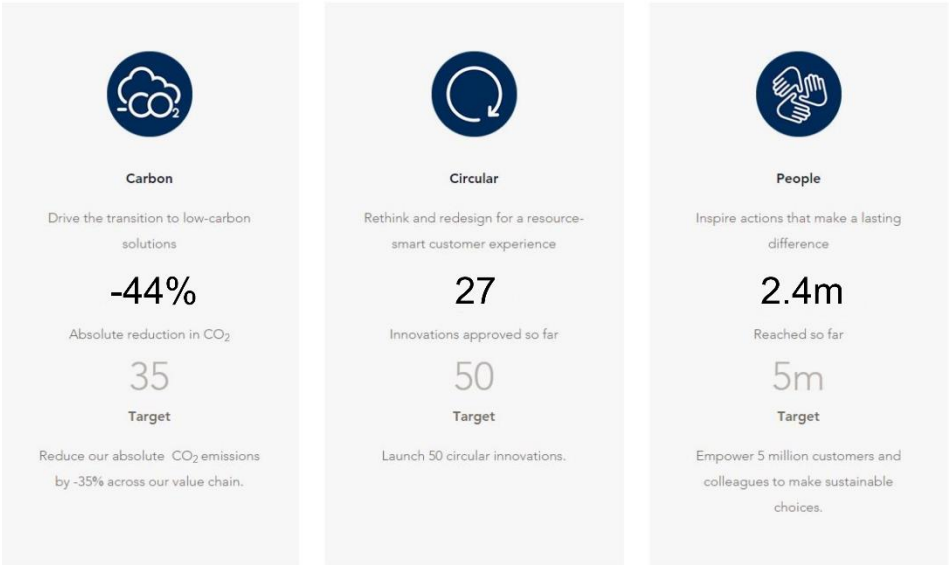 -CO2
Carbon
Drive the transition to low-carbon
solutions
-44%
Absolute reduction in CO2
35
Target
Reduce our absolute CO2 emissions
by -35% across our value chain.
Circular
Rethink and redesign for a resource-
smart customer experience
27
Innovations approved so far
50
Target
Launch 50 circular innovations.
People
Inspire actions that make a lasting
difference
2.4m
Reached so far
5m
Target
Empower 5 million customers and
colleagues to make sustainable
choices.